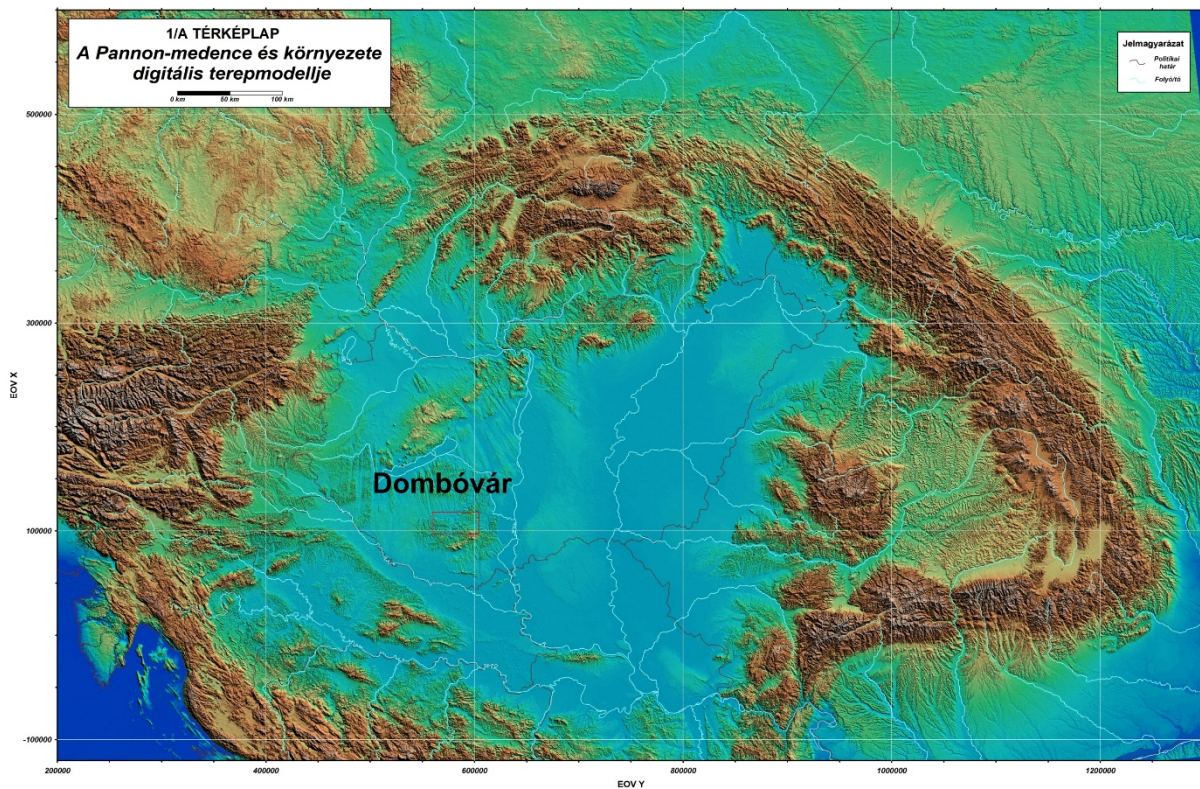 1/A TÉRKÉPLAP
A Pannon-medence és környezete
digitális terepmodellje
0 km 50 km 100 km
Jelmagyarázat
Politikai
határ
Folyó/tó
500000
300000
EOV X
Dombóvár
100000
-100000
200000 400000 600000 800000 1000000 1200000
EOV Y